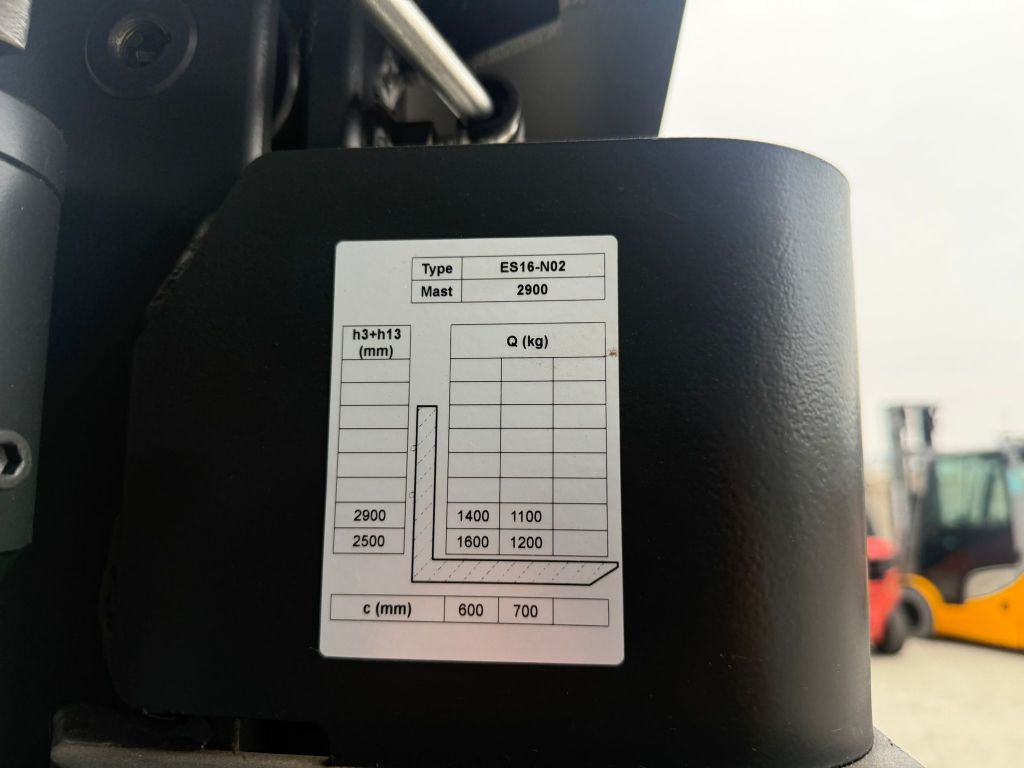 Type ES16-N02
Mast 2900
h3+h13 Q (kg)
(mm)
2900 1400 1100
2500 1600 1200
c (mm) 600 700